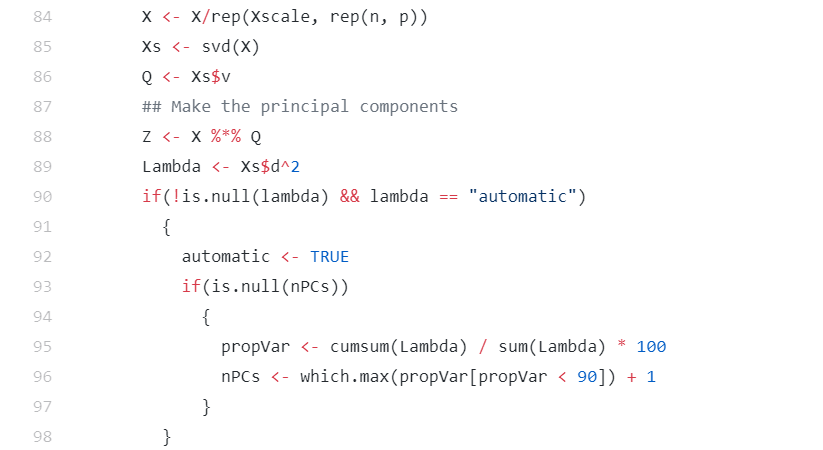 84 X <- X/rep(Xscale, rep(n, p))
85 Xs <- svd(X)
86 Q <- Xs$v
87 ## Make the principal components
88 Z <- X %*% Q
89 Lambda <- Xs$d^2
90 if(!is.null(lambda) && lambda == "automatic")
91 {
92 automatic <- TRUE
93 if(is.null(nPCs))
94 {
95 propVar <- cumsum(Lambda) / sum(Lambda) * 100
96 nPCs <- which.max(propVar[propVar < 90]) + 1
97 }
98 }